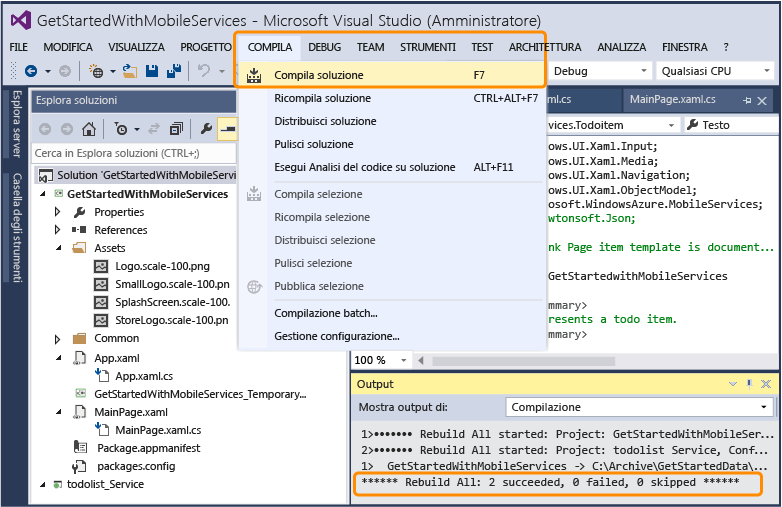 GetStartedWithMobileServices - Microsoft Visual Studio (Amministratore)
FILE MODIFICA VISUALIZZA PROGETTO COMPILA DEBUG TEAM STRUMENTI TEST ARCHITETTURA ANALIZZA FINESTRA ?
Debug Qualsiasi CPU
Esplora server
Casella degli strumenti
Esplora soluzioni
Cerca in Esplora soluzioni (CTRL+;)
Solution 'GetStartedWithMobileServi
GetStartedWithMobileServices
Properties
References
Assets
Logo.scale-100.png
SmallLogo.scale-100.pn
SplashScreen.scale-100.
StoreLogo.scale-100.pn
Common
App.xaml
App.xaml.cs
GetStartedWithMobileServices_Temporary...
MainPage.xaml
MainPage.xaml.cs
Package.appmanifest
packages.config
todolist_Service
Compila soluzione F7
Ricompila soluzione CTRL+ALT+F7
Distribuisci soluzione
Pulisci soluzione
Esegui Analisi del codice su soluzione ALT+F11
Compila selezione
Ricompila selezione
Distribuisci selezione
Pulisci selezione
Pubblica selezione
Compilazione batch...
Gestione configurazione...
ml.cs MainPage.xaml.cs
vices.Todoitem Testo
ows.UI.Xaml.Input;
ows.UI.Xaml.Media;
ows.UI.Xaml.Navigation;
ows.UI.Xaml.ObjectModel;
osoft.WindowsAzure.MobileServices;
wtonsoft.Json;
nk Page item template is document...
GetStartedwithMobileServices
mmary>
resents a todo item.
mmary>
100 %
Output
Mostra output di: Compilazione
1>••••••• Rebuild All started: Project: GetStartedWithMobileSer...
2>••••••• Rebuild All started: Project: todolist Service, Conf...
1> GetStartedWithMobileServices -> C:\Archive\GetStartedData\...
****** Rebuild All: 2 succeeded, 0 failed, 0 skipped ******